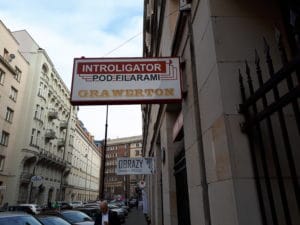 INTROLIGATOR
POD FILARAMI
GRAWERTON
OBRAZY